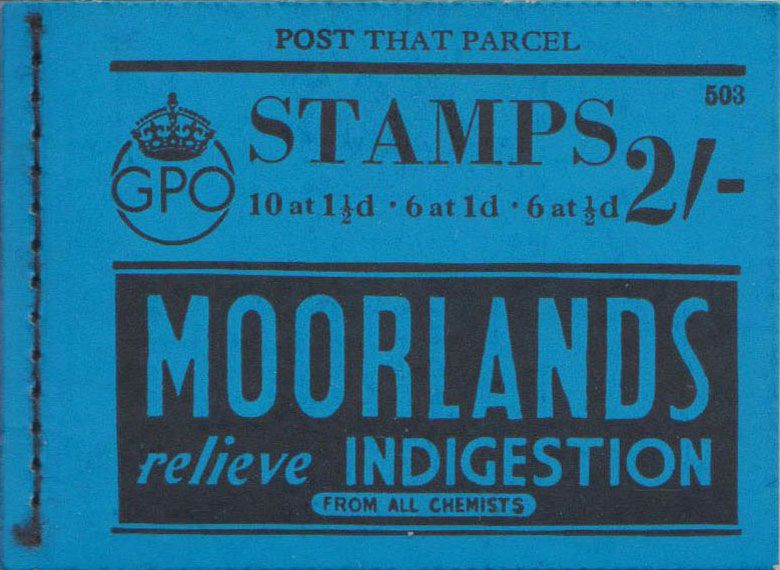 POST THAT PARCEL
503
STAMPS 2/-
GPO
10 at 1½d · 6 at 1d · 6 at ½d
MOORLANDS
relieve INDIGESTION
FROM ALL CHEMISTS